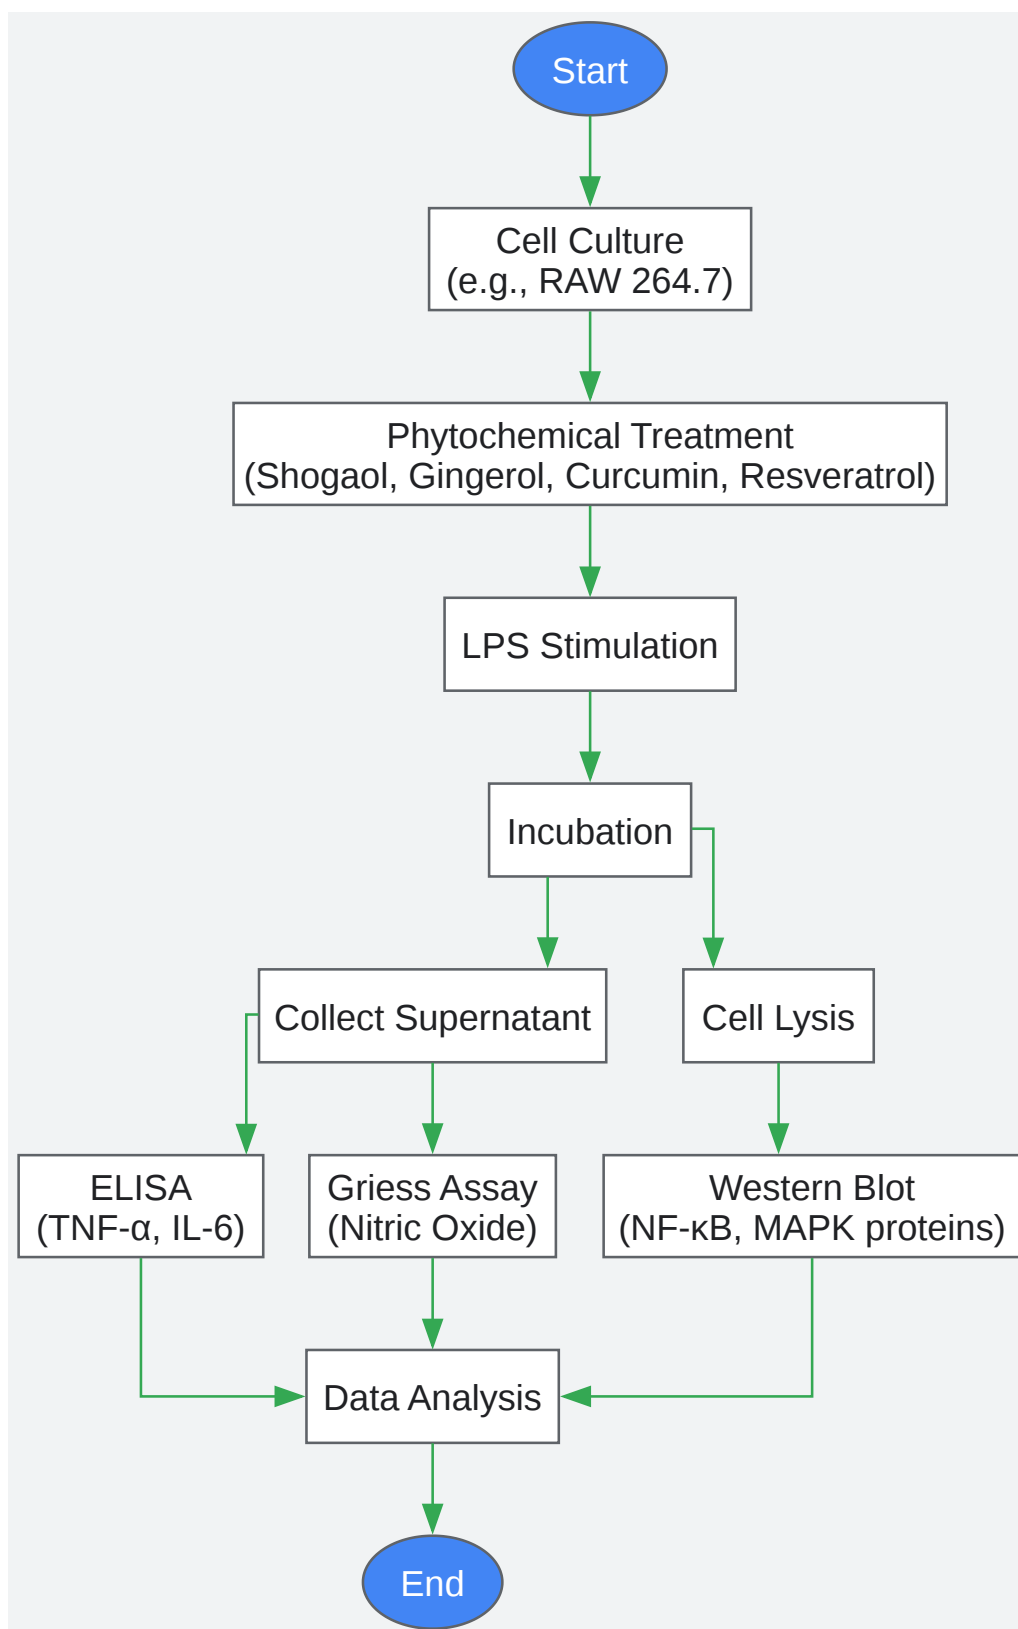 Start
Cell Culture
(e.g., RAW 264.7)
Phytochemical Treatment
(Shogaol, Gingerol, Curcumin, Resveratrol)
LPS Stimulation
Incubation
Collect Supernatant
Cell Lysis
ELISA
(TNF-α, IL-6)
Griess Assay
(Nitric Oxide)
Western Blot
(NF-κB, MAPK proteins)
Data Analysis
End